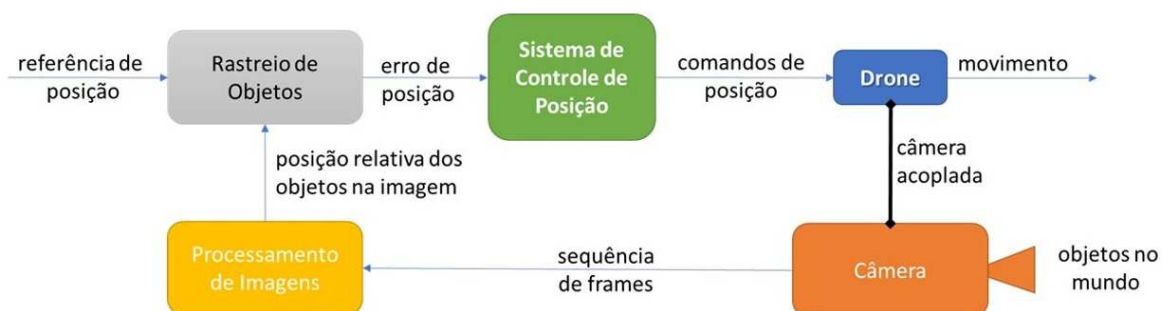 referência de
posição
Rastreio de
Objetos
erro de
posição
Sistema de
Controle de
Posição
comandos de
posição
Drone
movimento
posição relativa dos
objetos na imagem
câmera
acoplada
Processamento
de Imagens
sequência
de frames
Câmera
objetos no
mundo